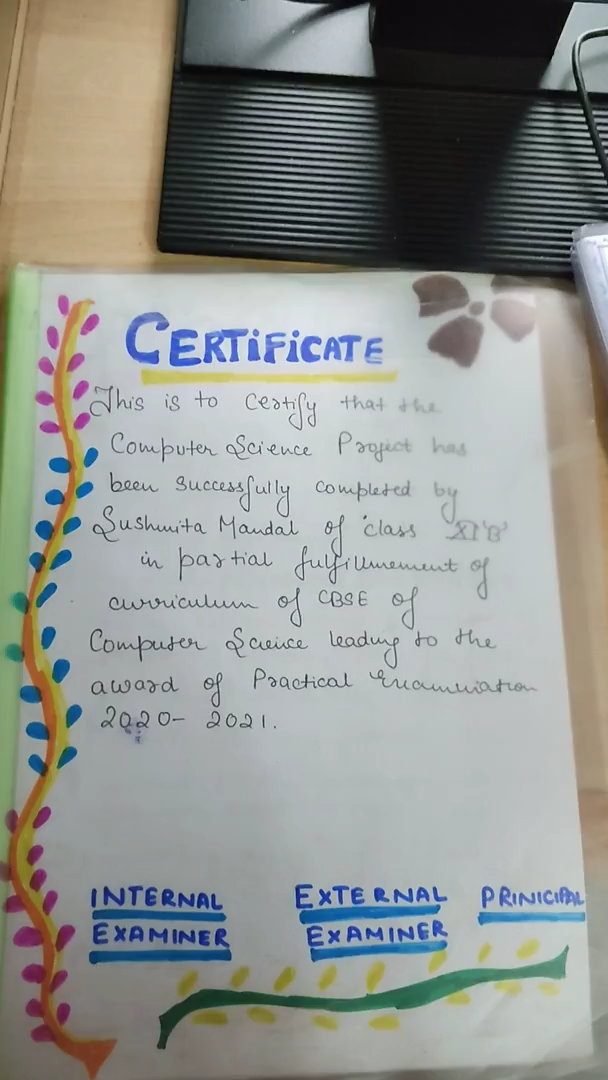 CERTiFiCATE
This is to certify that the
Computer Science Project has
been successfully completed by
Sushmita Mandal of class XI'B'
in partial fulfillmement of
curriculum of CBSE of
Computer Science leading to the
award of Practical Examination
2020- 2021.
INTERNAL EXAMINER
EXTERNAL EXAMINER
PRINICIPAL